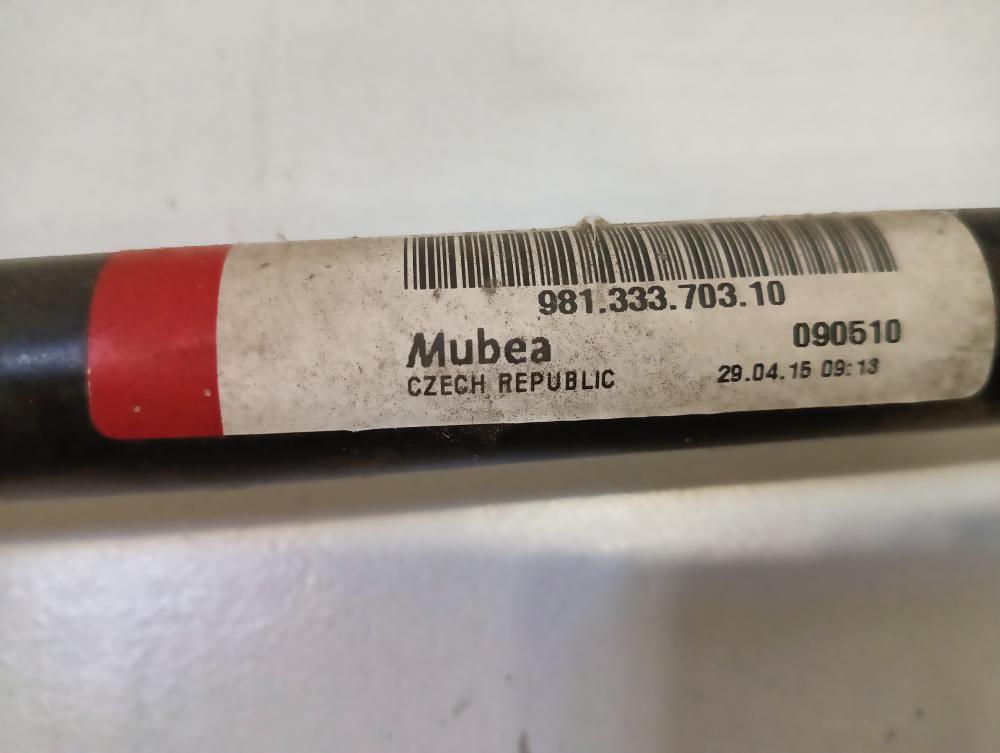 981.333.703.10
Mubea
090510
CZECH REPUBLIC
29.04.15 09:13